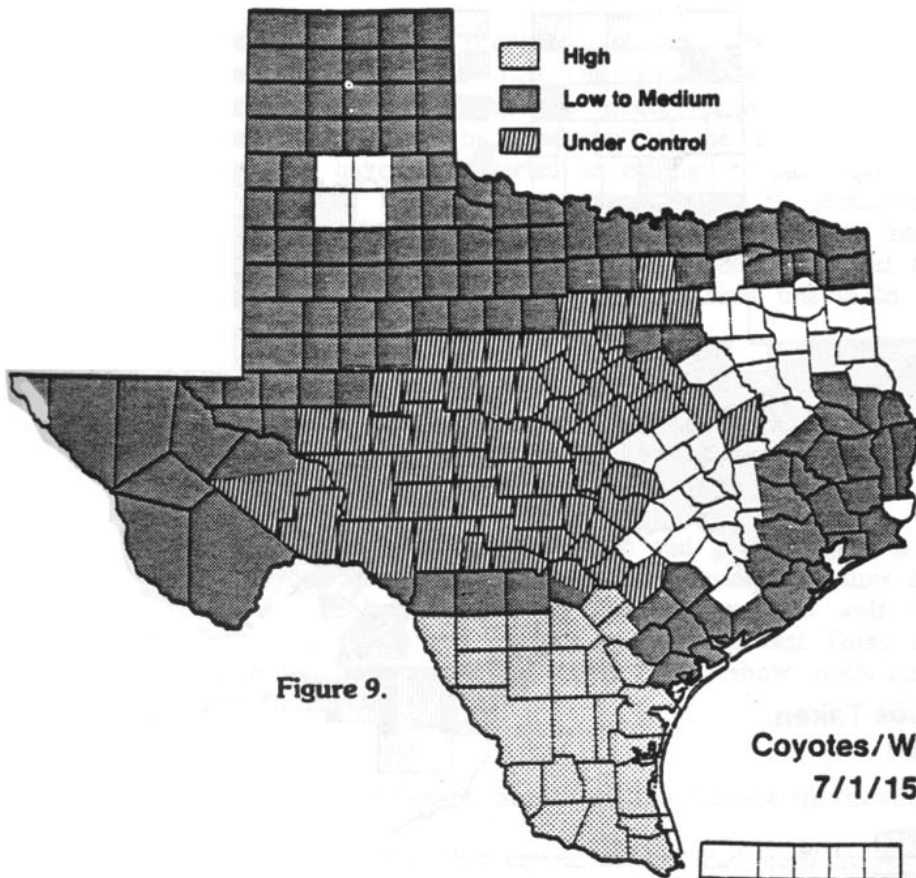 High
Low to Medium
Under Control
Figure 9.
Coyotes/W
7/1/15